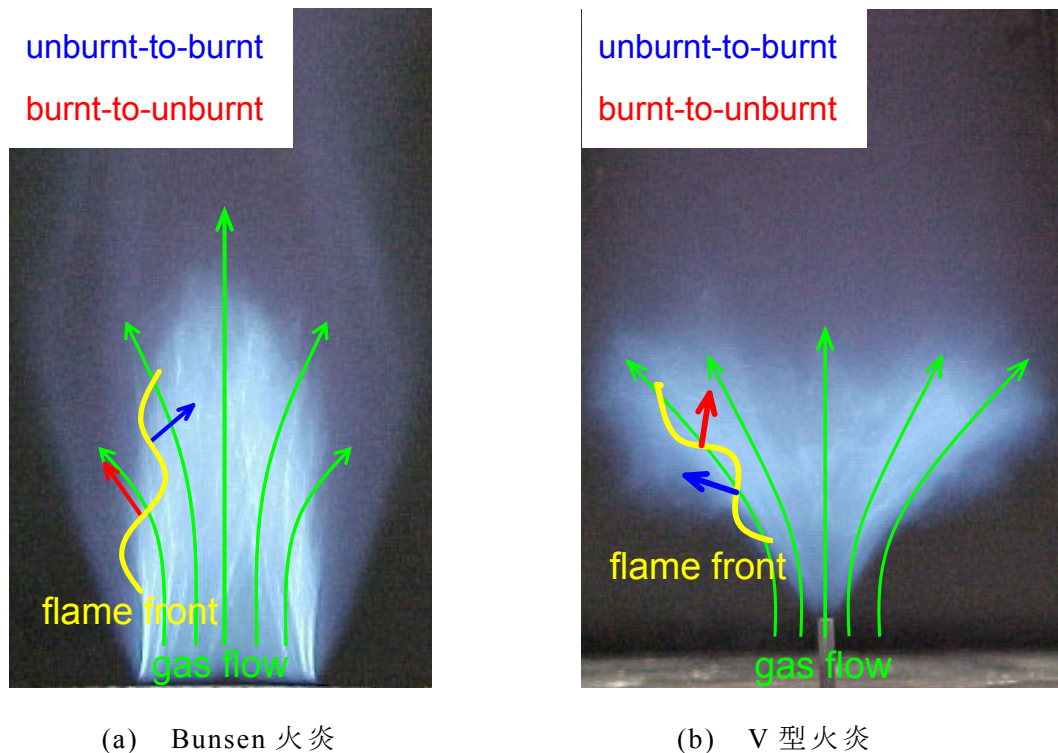 unburnt-to-burnt
burnt-to-unburnt
flame front
gas flow
(a) Bunsen 火炎
unburnt-to-burnt
burnt-to-unburnt
flame front
gas flow
(b) V 型火炎